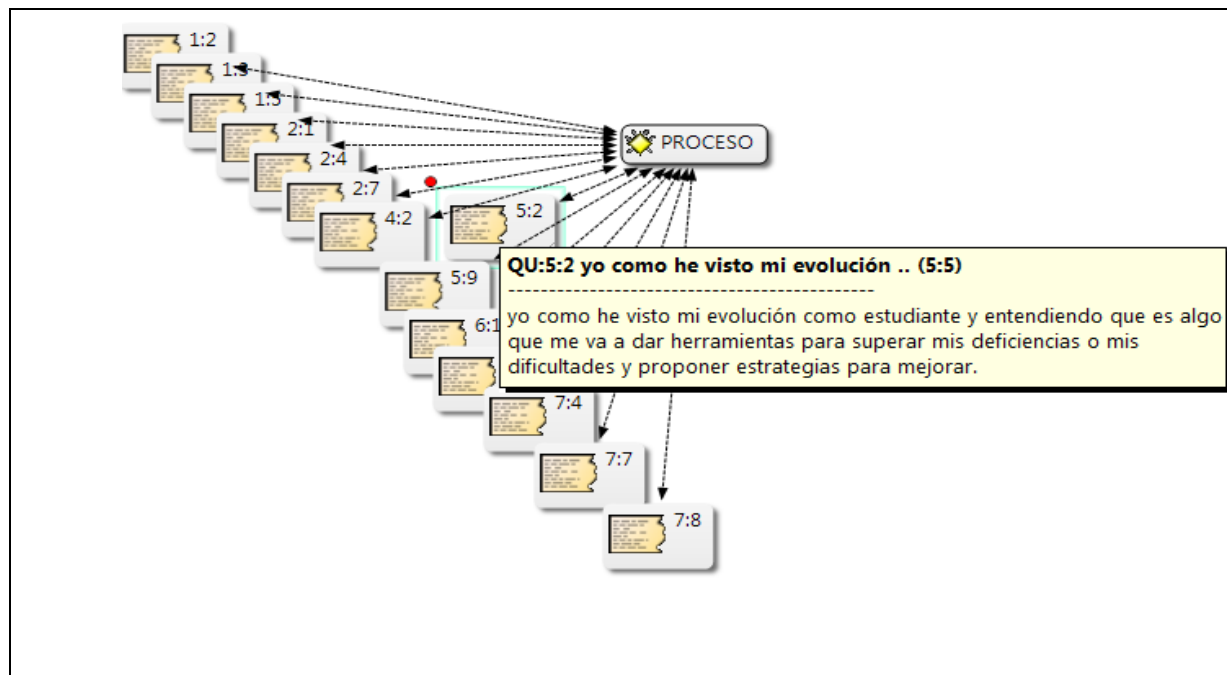 1:2
1:3
1:5
2:1
PROCESO
2:4
2:7
4:2
5:2
5:9
6:1
QU:5:2 yo como he visto mi evolución .. (5:5)
---------------------------------------------
yo como he visto mi evolución como estudiante y entendiendo que es algo
que me va a dar herramientas para superar mis deficiencias o mis
dificultades y proponer estrategias para mejorar.
7:4
7:7
7:8